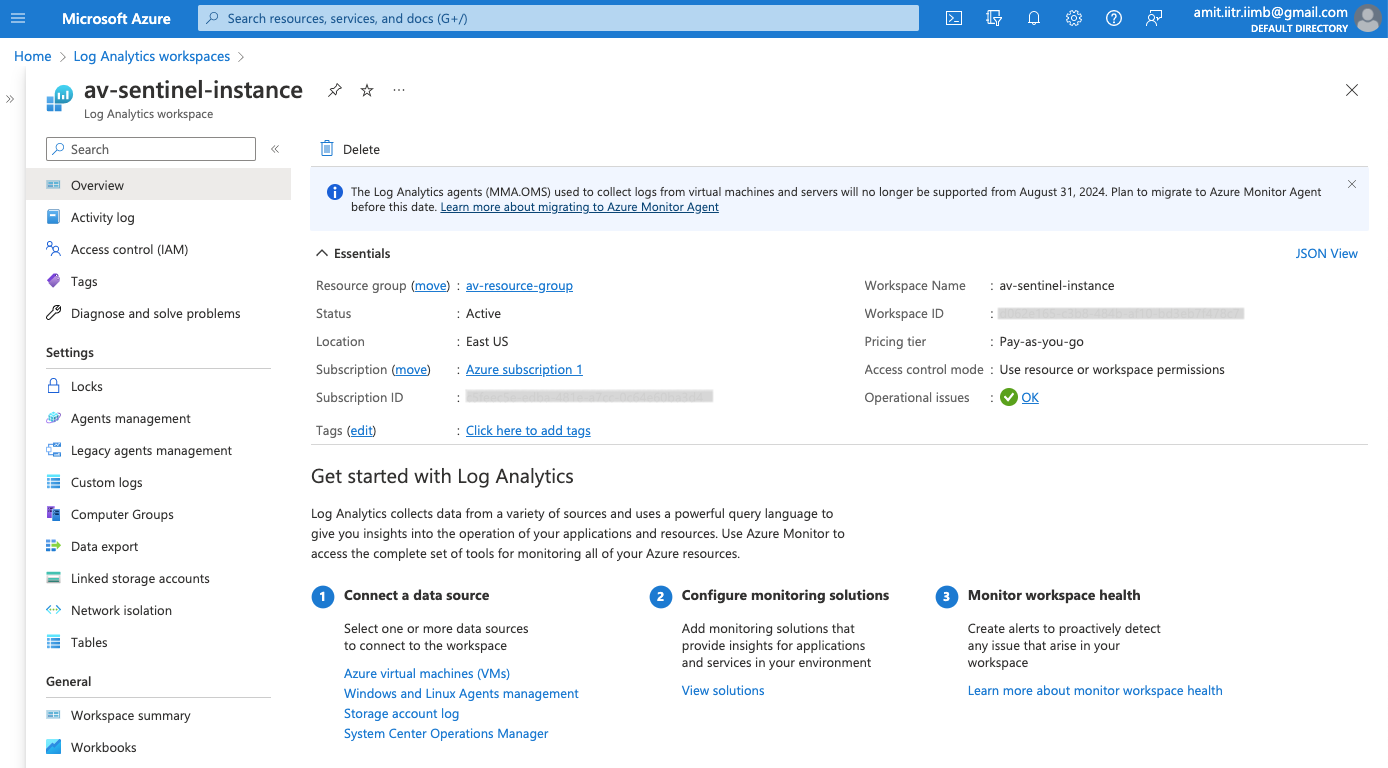 Microsoft Azure
Search resources, services, and docs (G+/)
amit.iitr.iimb@gmail.com
DEFAULT DIRECTORY
Home > Log Analytics workspaces >
av-sentinel-instance
Log Analytics workspace
Search
Overview
Activity log
Access control (IAM)
Tags
Diagnose and solve problems
Settings
Locks
Agents management
Legacy agents management
Custom logs
Computer Groups
Data export
Linked storage accounts
Network isolation
Tables
General
Workspace summary
Workbooks
Delete
The Log Analytics agents (MMA.OMS) used to collect logs from virtual machines and servers will no longer be supported from August 31, 2024. Plan to migrate to Azure Monitor Agent
before this date. Learn more about migrating to Azure Monitor Agent
Essentials
JSON View
Resource group (move) : av-resource-group
Status : Active
Location : East US
Subscription (move) : Azure subscription 1
Subscription ID :
Tags (edit) : Click here to add tags
Workspace Name : av-sentinel-instance
Workspace ID :
Pricing tier : Pay-as-you-go
Access control mode : Use resource or workspace permissions
Operational issues : OK
Get started with Log Analytics
Log Analytics collects data from a variety of sources and uses a powerful query language to
give you insights into the operation of your applications and resources. Use Azure Monitor to
access the complete set of tools for monitoring all of your Azure resources.
1 Connect a data source
Select one or more data sources
to connect to the workspace
Azure virtual machines (VMs)
Windows and Linux Agents management
Storage account log
System Center Operations Manager
2 Configure monitoring solutions
Add monitoring solutions that
provide insights for applications
and services in your environment
View solutions
3 Monitor workspace health
Create alerts to proactively detect
any issue that arise in your
workspace
Learn more about monitor workspace health